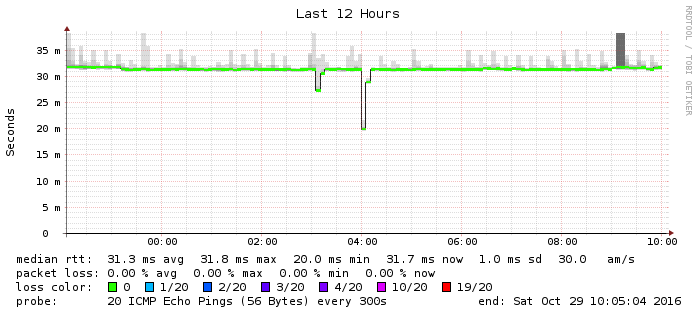 Last 12 Hours
RRDTOOL / TOBI OETIKER
Seconds
35 m
30 m
25 m
20 m
15 m
10 m
5 m
0
00:00 02:00 04:00 06:00 08:00 10:00
median rtt: 31.3 ms avg 31.8 ms max 20.0 ms min 31.7 ms now 1.0 ms sd 30.0 am/s
packet loss: 0.00 % avg 0.00 % max 0.00 % min 0.00 % now
loss color: 0 1/20 2/20 3/20 4/20 10/20 19/20
probe: 20 ICMP Echo Pings (56 Bytes) every 300s end: Sat Oct 29 10:05:04 2016